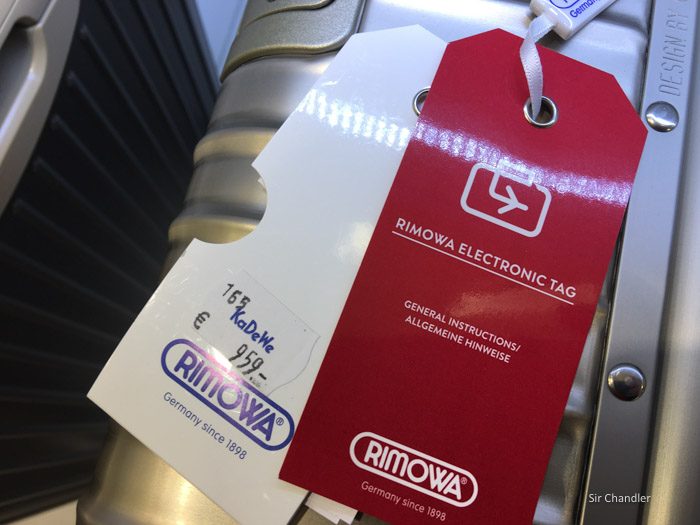 German
DESIGN BY
RIMOWA ELECTRONIC TAG
GENERAL INSTRUCTIONS/
ALLGEMEINE HINWEISE
RIMOWA®
Germany since 1898
165
KaDeWe
€ 959.-
RIMOWA®
Germany since 1898
Sir Chandler